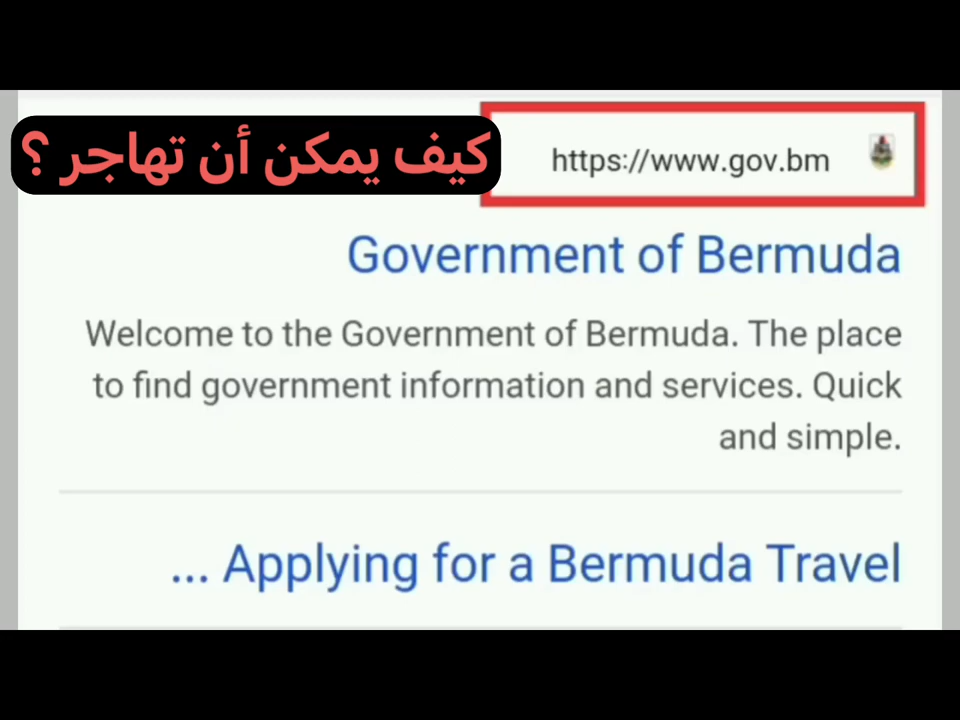 كيف يمكن أن تهاجر ؟
https://www.gov.bm
Government of Bermuda
Welcome to the Government of Bermuda. The place
to find government information and services. Quick
and simple.
... Applying for a Bermuda Travel